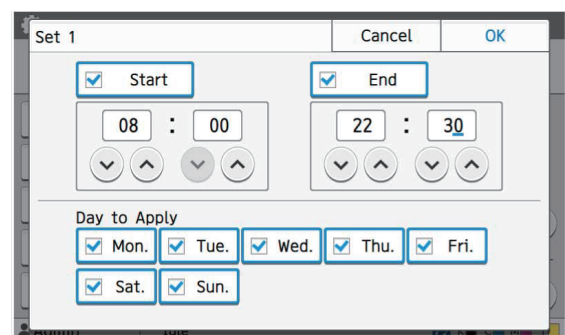 Set 1 Cancel OK
Start End
08 : 00 22 : 30
Day to Apply
Mon. Tue. Wed. Thu. Fri.
Sat. Sun.